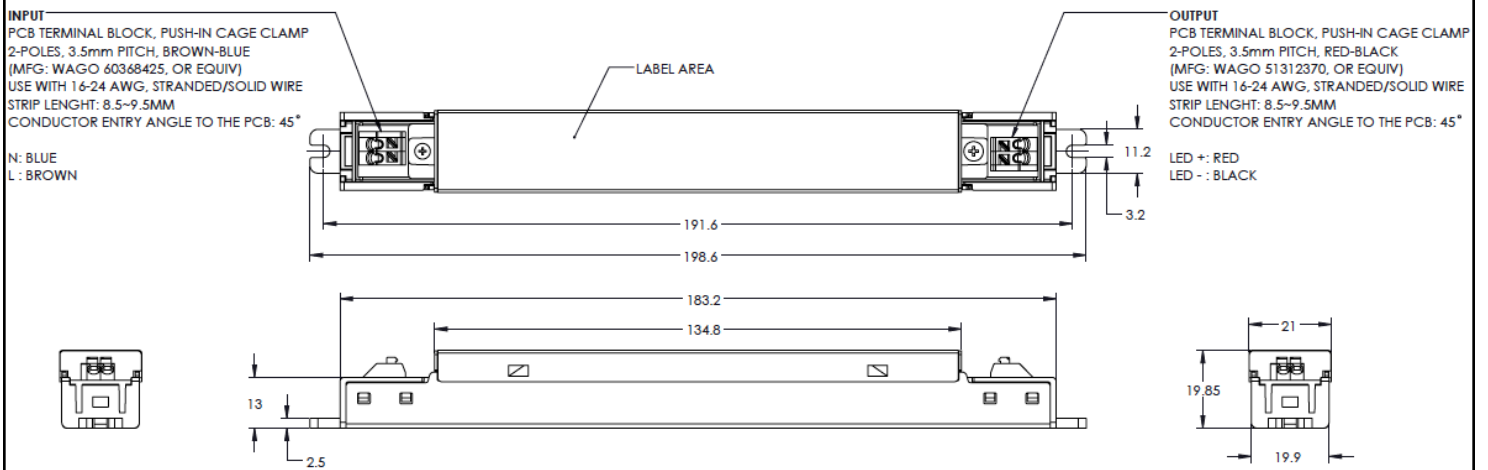 INPUT
PCB TERMINAL BLOCK, PUSH-IN CAGE CLAMP
2-POLES, 3.5mm PITCH, BROWN-BLUE
(MFG: WAGO 60368425, OR EQUIV)
USE WITH 16-24 AWG, STRANDED/SOLID WIRE
STRIP LENGHT: 8.5~9.5MM
CONDUCTOR ENTRY ANGLE TO THE PCB: 45°
N: BLUE
L : BROWN
LABEL AREA
OUTPUT
PCB TERMINAL BLOCK, PUSH-IN CAGE CLAMP
2-POLES, 3.5mm PITCH, RED-BLACK
(MFG: WAGO 51312370, OR EQUIV)
USE WITH 16-24 AWG, STRANDED/SOLID WIRE
STRIP LENGHT: 8.5~9.5MM
CONDUCTOR ENTRY ANGLE TO THE PCB: 45°
LED +: RED
LED - : BLACK
11.2
3.2
191.6
198.6
183.2
134.8
13
2.5
21
19.85
19.9